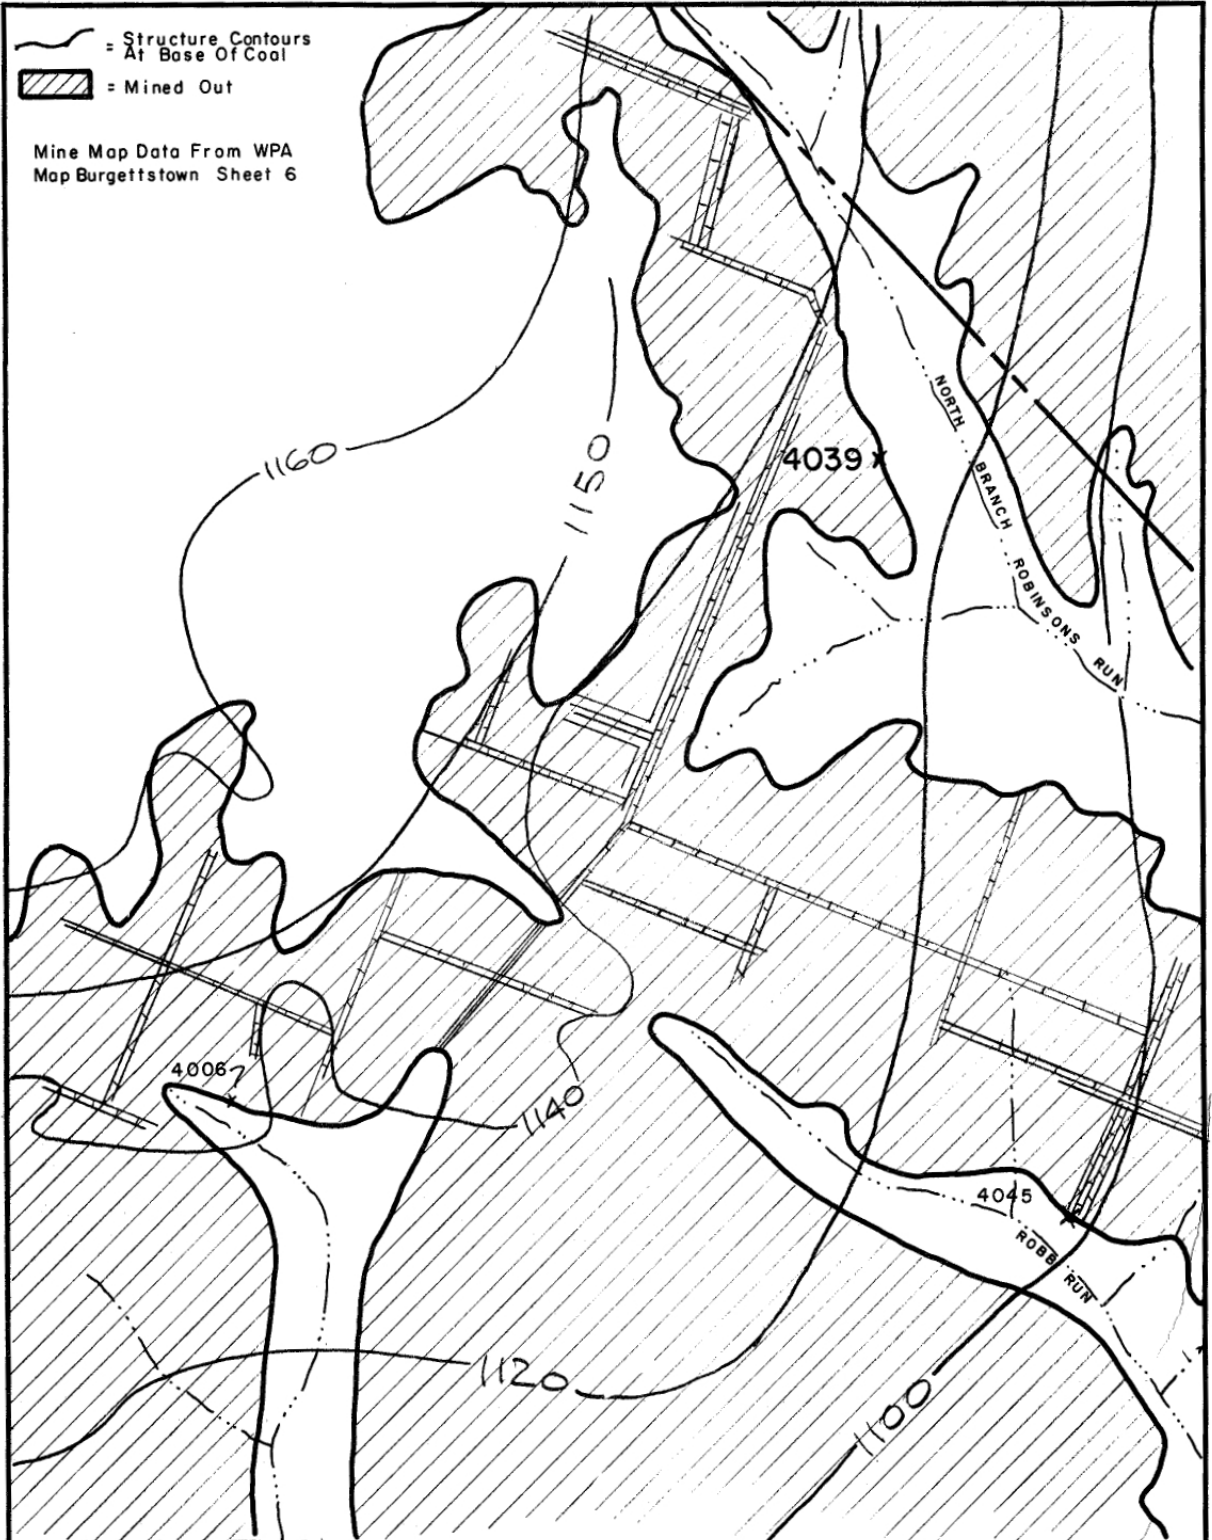 = Structure Contours
At Base Of Coal
= Mined Out
Mine Map Data From WPA
Map Burgettstown Sheet 6
NORTH BRANCH ROBINSONS RUN
1160
1150
4039
4006?
1140
4045
ROBB RUN
1120
1100